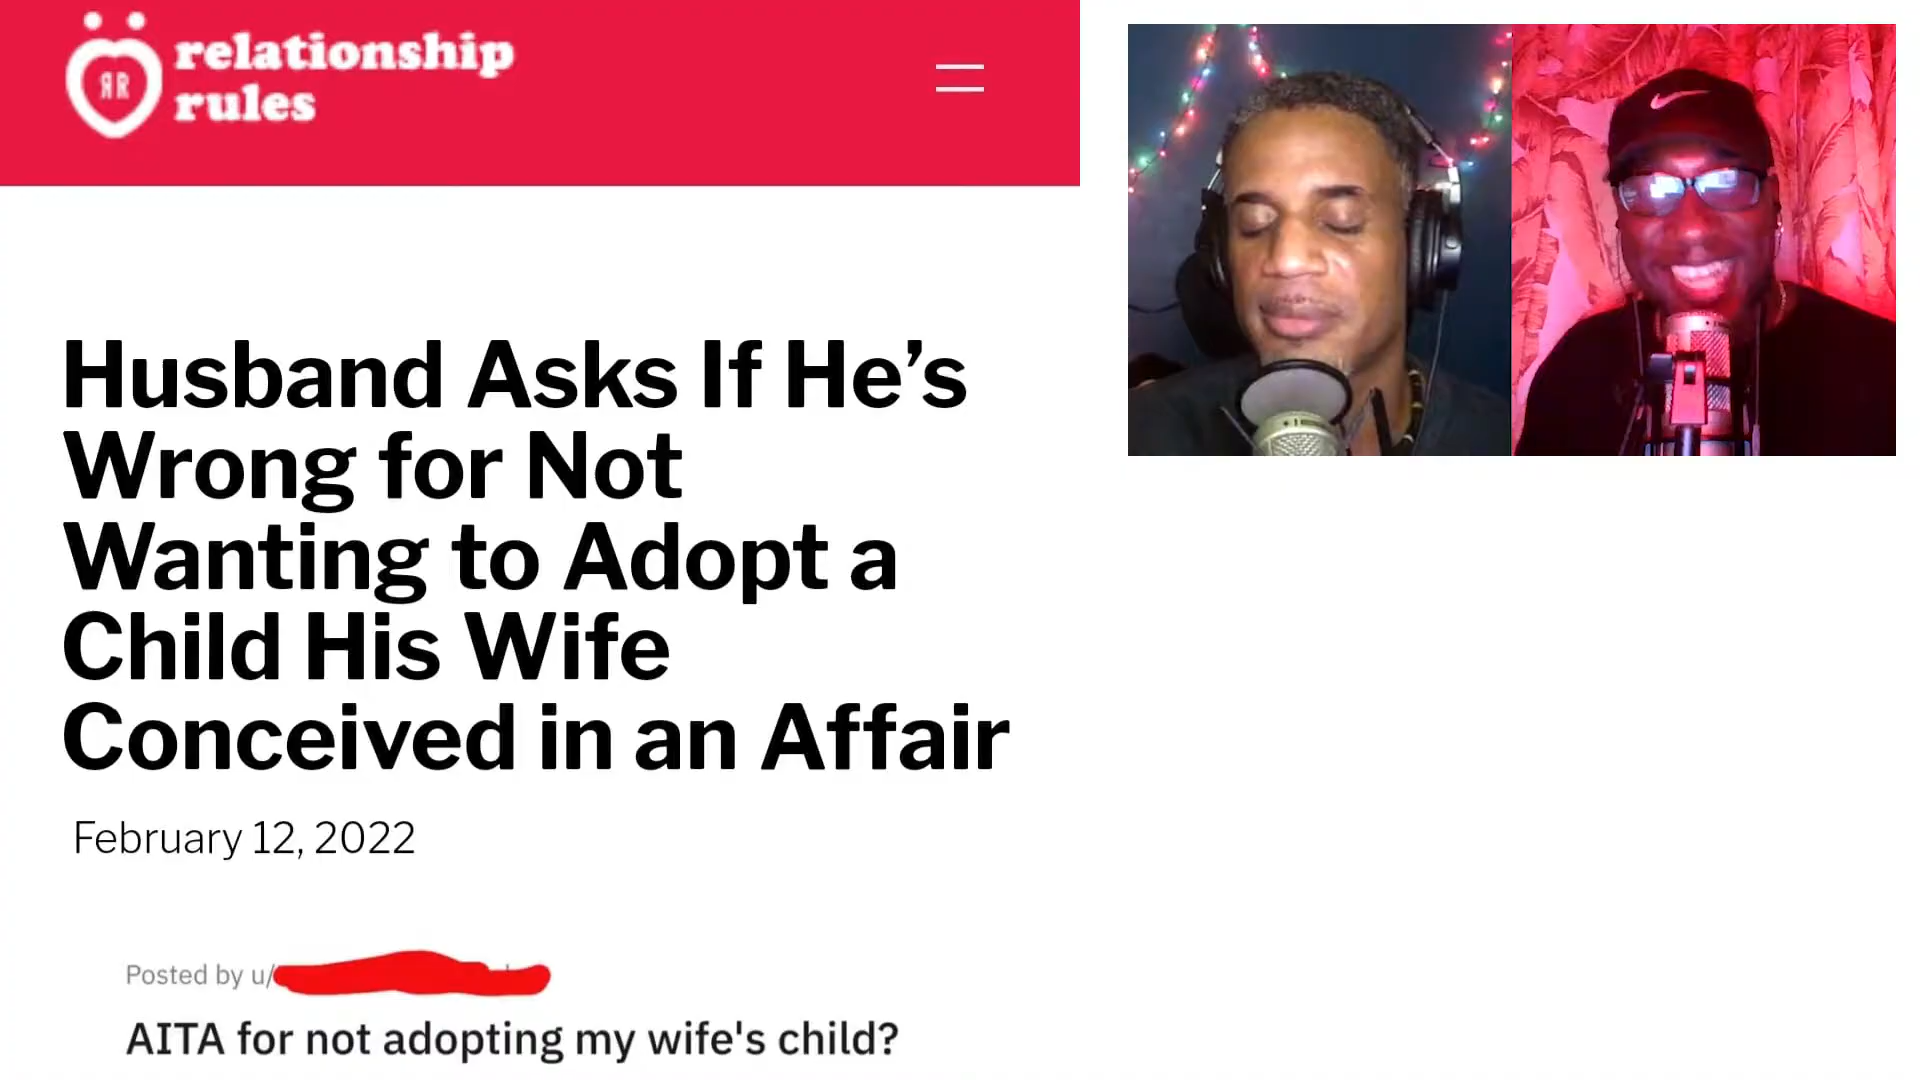 relationship
rules
Husband Asks If He’s
Wrong for Not
Wanting to Adopt a
Child His Wife
Conceived in an Affair
February 12, 2022
Posted by u/
AITA for not adopting my wife's child?